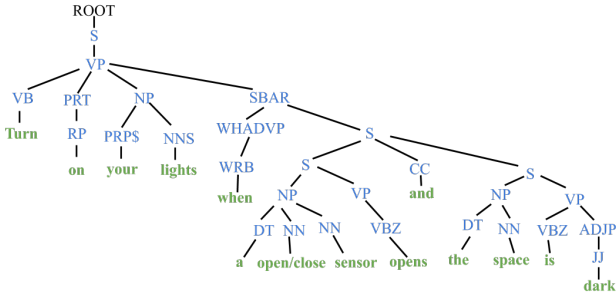 ROOT
S
VP
VB PRT NP SBAR
Turn RP PRP$ NNS WHADVP S
on your lights WRB S CC S
when NP VP and NP VP
DT NN NN VBZ DT NN VBZ ADJP
a open/close sensor opens the space is JJ
dark